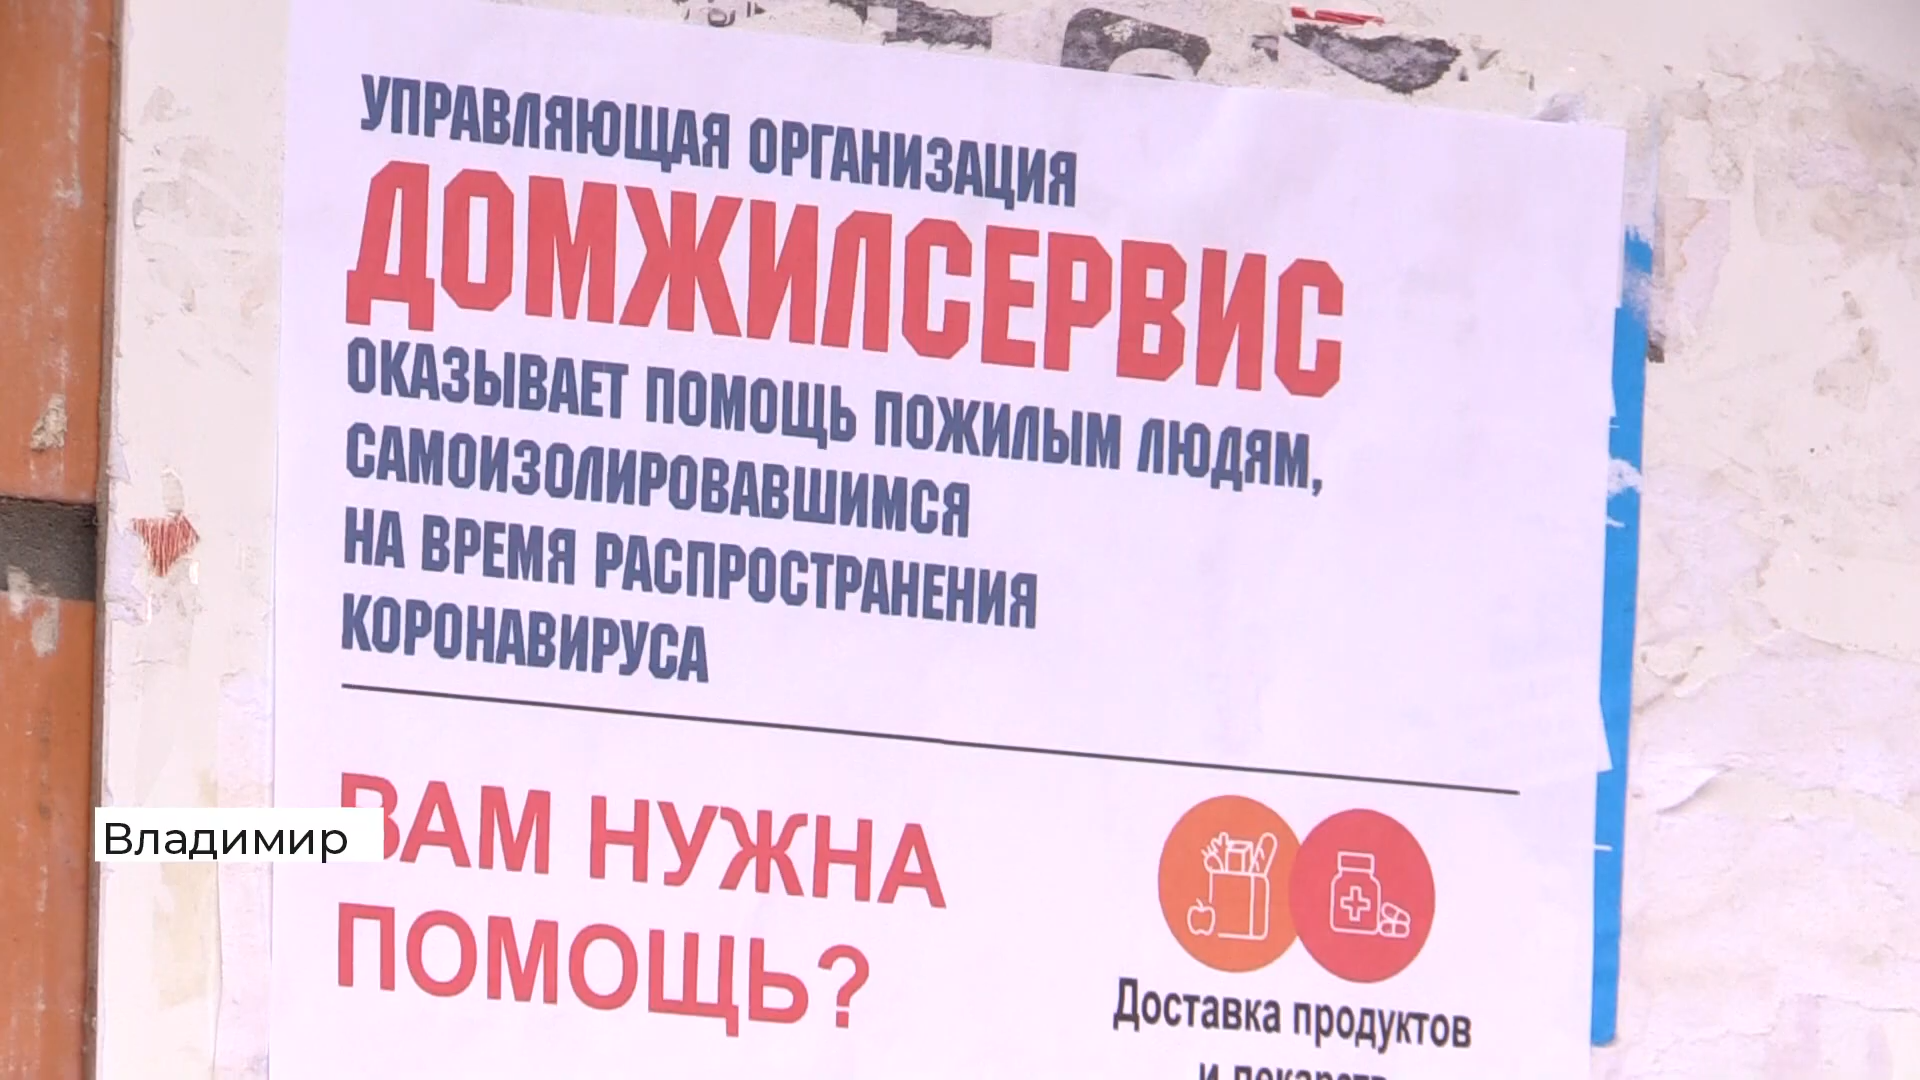 УПРАВЛЯЮЩАЯ ОРГАНИЗАЦИЯ
ДОМЖИЛСЕРВИС
ОКАЗЫВАЕТ ПОМОЩЬ ПОЖИЛЫМ ЛЮДЯМ,
САМОИЗОЛИРОВАВШИМСЯ
НА ВРЕМЯ РАСПРОСТРАНЕНИЯ
КОРОНАВИРУСА
ВАМ НУЖНА
ПОМОЩЬ?
Владимир
Доставка продуктов
и